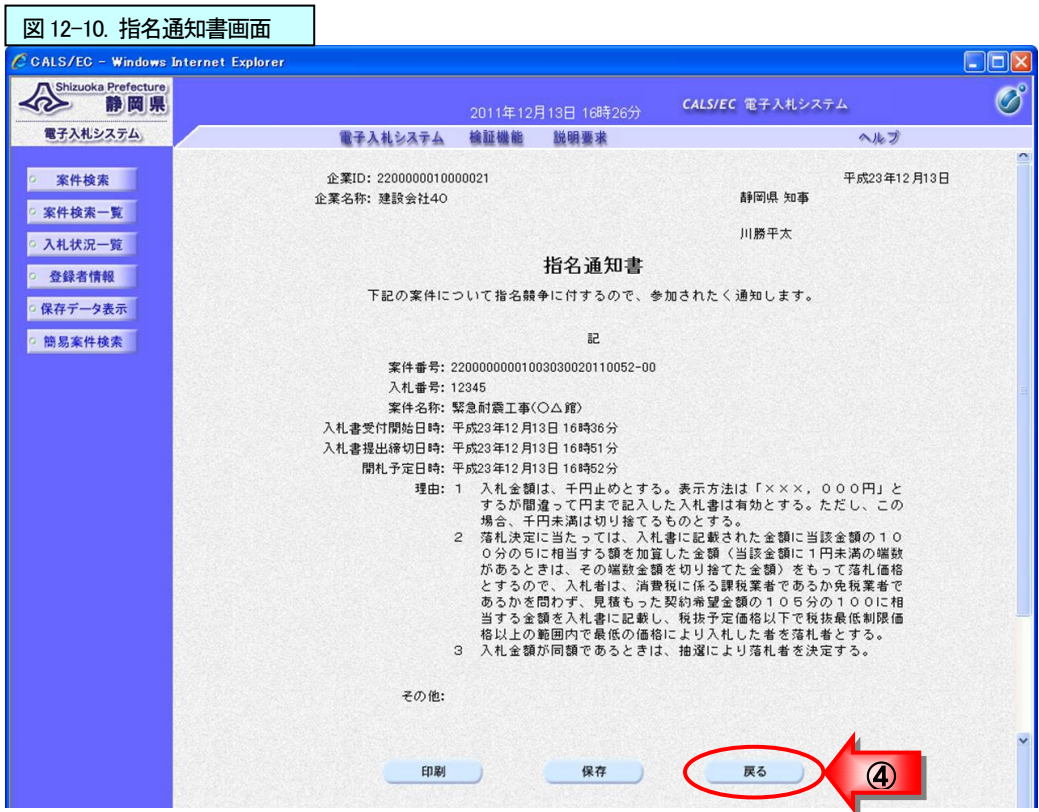 図 12-10. 指名通知書画面
CALS/EC - Windows Internet Explorer
Shizuoka Prefecture
静岡県
電子入札システム
2011年12月13日 16時26分
CALS/EC 電子入札システム
電子入札システム 検証機能 説明要求 ヘルプ
案件検索
案件検索一覧
入札状況一覧
登録者情報
保存データ表示
簡易案件検索
企業ID: 2200000010000021
平成23年12月13日
企業名称: 建設会社40
静岡県 知事
川勝平太
指名通知書
下記の案件について指名競争に付するので、参加されたく通知します。
記
案件番号: 22000000001003030020110052-00
入札番号: 12345
案件名称: 緊急耐震工事(○△館)
入札書受付開始日時: 平成23年12月13日 16時36分
入札書提出締切日時: 平成23年12月13日 16時51分
開札予定日時: 平成23年12月13日 16時52分
理由: 1 入札金額は、千円止めとする。表示方法は「×××，０００円」と
するが間違って円まで記入した入札書は有効とする。ただし、この
場合、千円未満は切り捨てるものとする。
2 落札決定に当たっては、入札書に記載された金額に当該金額の１０
０分の５に相当する額を加算した金額（当該金額に１円未満の端数
があるときは、その端数金額を切り捨てた金額）をもって落札価格
とするので、入札者は、消費税に係る課税業者であるか免税業者で
あるかを問わず、見積もった契約希望金額の１０５分の１００に相
当する金額を入札書に記載し、税抜予定価格以下で税抜最低制限価
格以上の範囲内で最低の価格により入札した者を落札者とする。
3 入札金額が同額であるときは、抽選により落札者を決定する。
その他:
印刷 保存 戻る
④